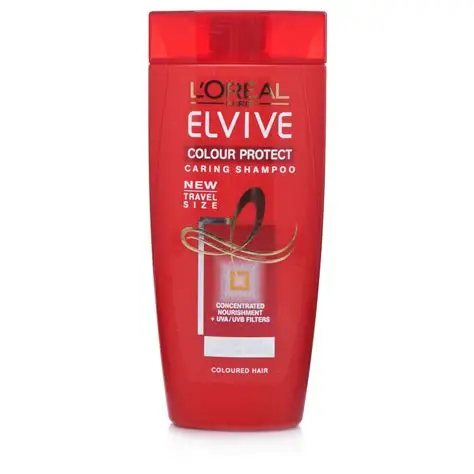 L'ORÉAL
PARIS
ELVIVE
COLOUR PROTECT
CARING SHAMPOO
NEW
TRAVEL
SIZE
CONCENTRATED
NOURISHMENT
+ UVA/UVB FILTERS
COLOURED HAIR